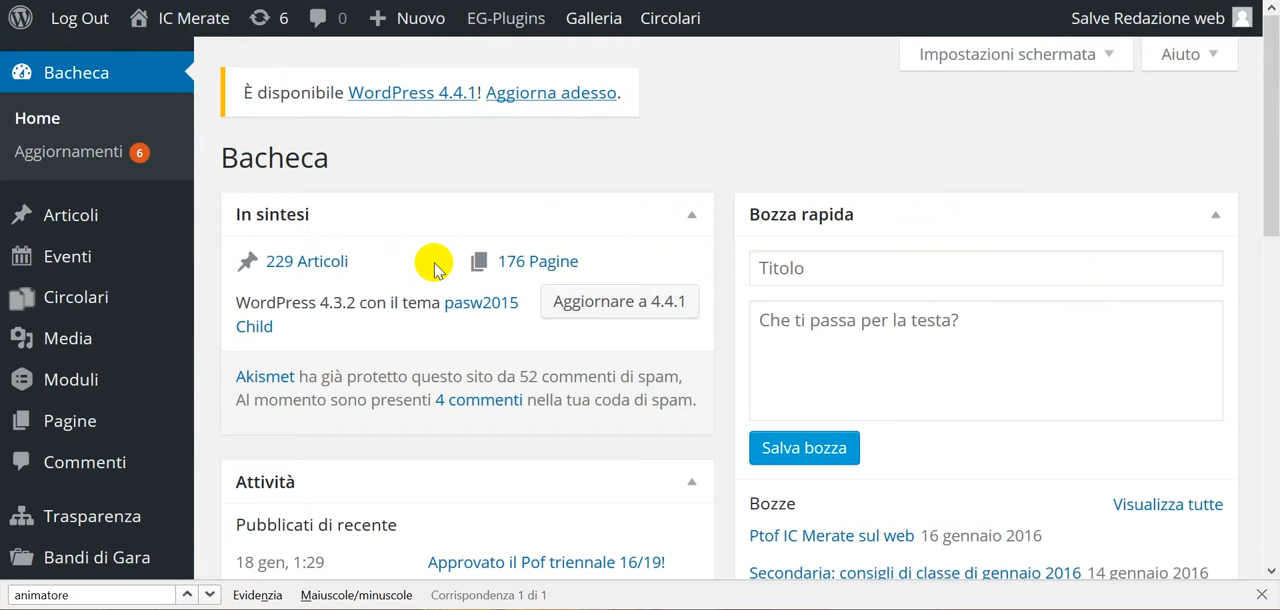 Log Out IC Merate 6 0 Nuovo EG-Plugins Galleria Circolari Salve Redazione web
Impostazioni schermata Aiuto
Bacheca
Home
Aggiornamenti 6
Articoli
Eventi
Circolari
Media
Moduli
Pagine
Commenti
Trasparenza
Bandi di Gara
È disponibile WordPress 4.4.1! Aggiorna adesso.
Bacheca
In sintesi
229 Articoli 176 Pagine
WordPress 4.3.2 con il tema pasw2015
Child
Aggiornare a 4.4.1
Akismet ha già protetto questo sito da 52 commenti di spam,
Al momento sono presenti 4 commenti nella tua coda di spam.
Attività
Pubblicati di recente
18 gen, 1:29 Approvato il Pof triennale 16/19!
Bozza rapida
Titolo
Che ti passa per la testa?
Salva bozza
Bozze Visualizza tutte
Ptof IC Merate sul web 16 gennaio 2016
Secondaria: consigli di classe di gennaio 2016 14 gennaio 2016
animatore Evidenzia Maiuscole/minuscole Corrispondenza 1 di 1